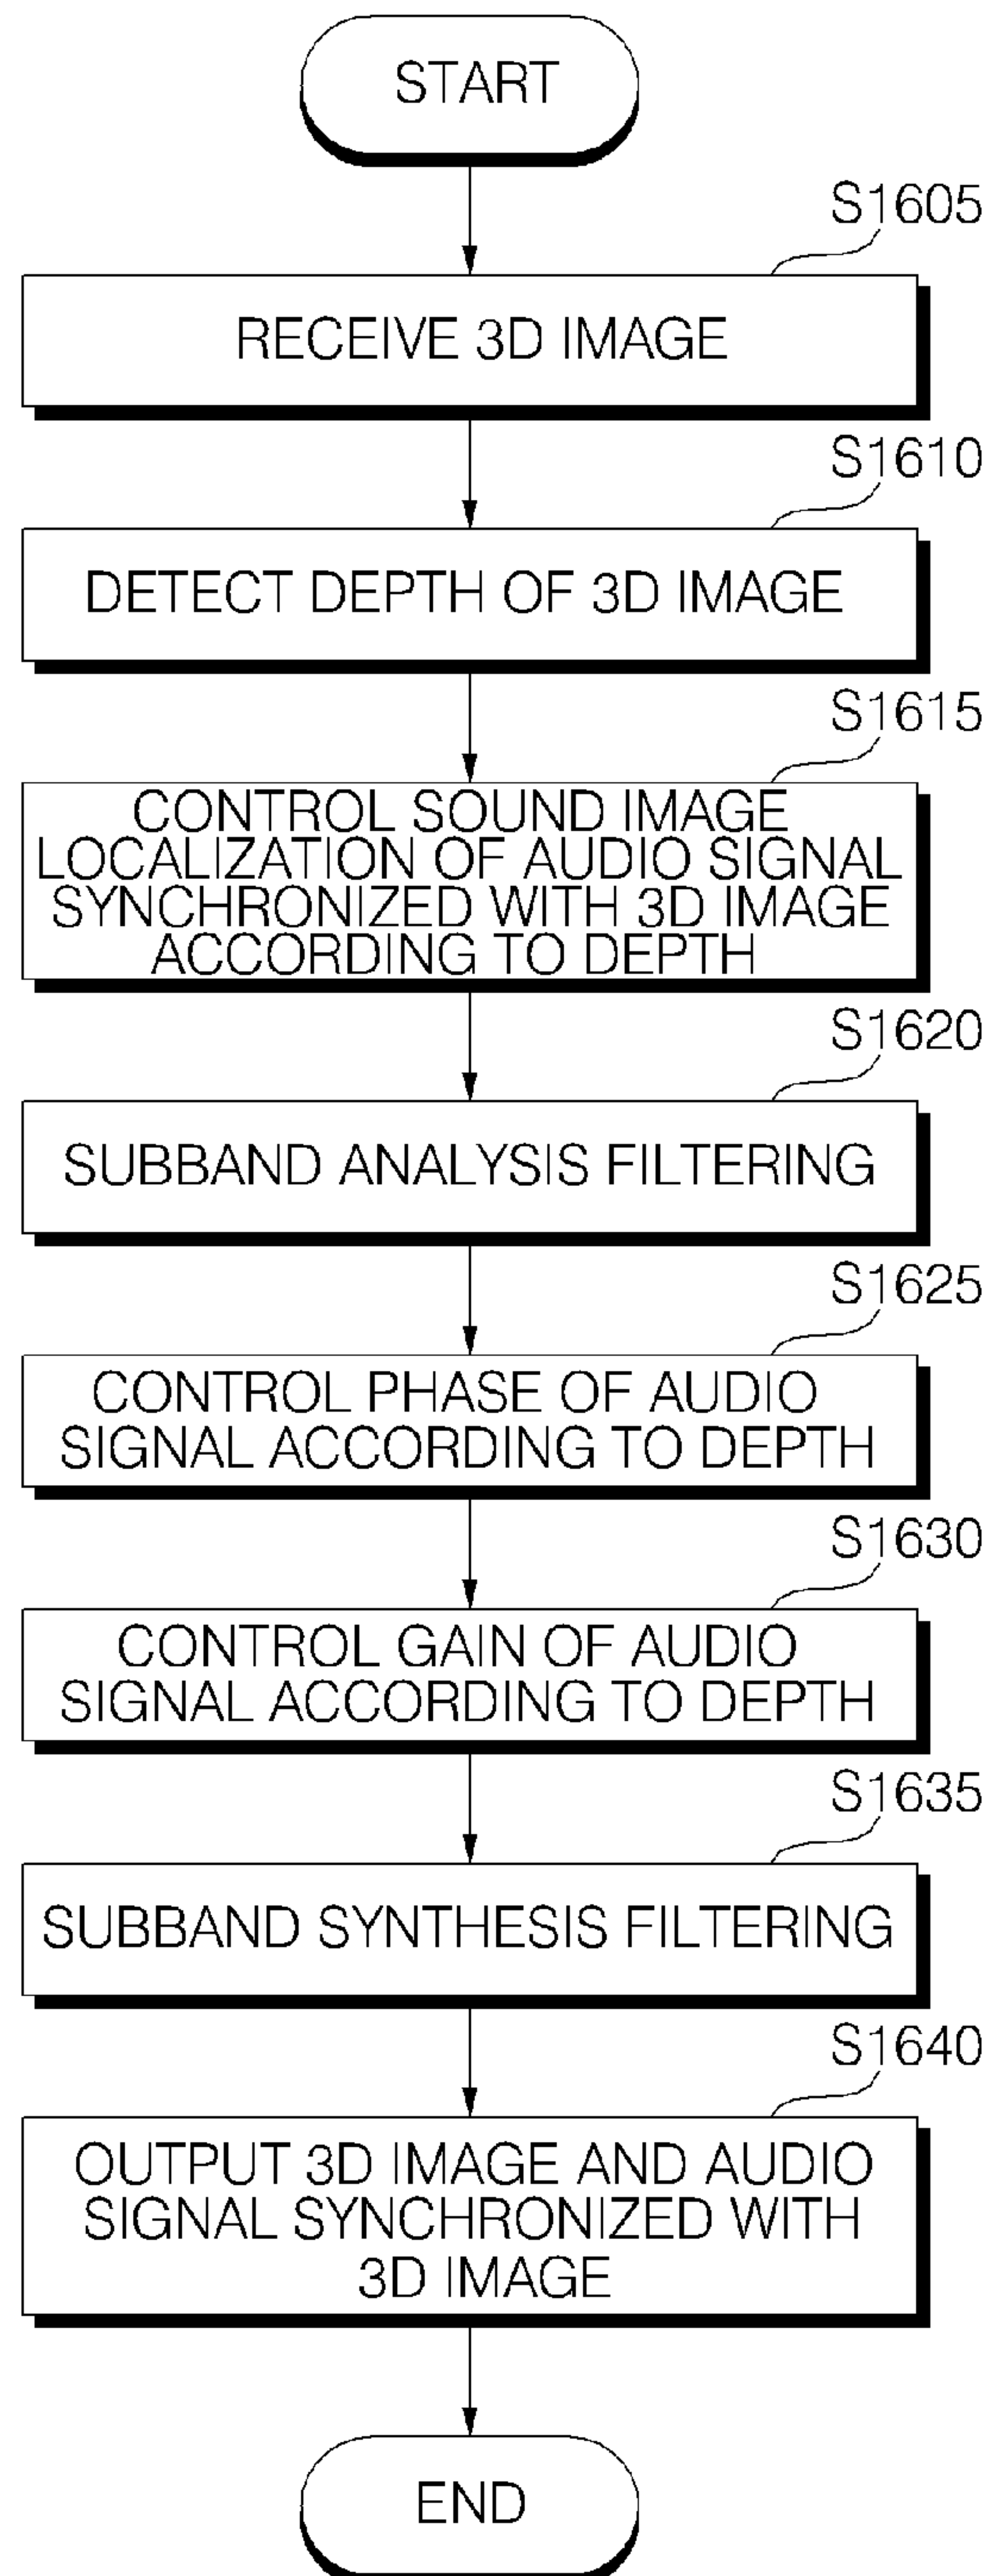 START
S1605
RECEIVE 3D IMAGE
S1610
DETECT DEPTH OF 3D IMAGE
S1615
CONTROL SOUND IMAGE
LOCALIZATION OF AUDIO SIGNAL
SYNCHRONIZED WITH 3D IMAGE
ACCORDING TO DEPTH
S1620
SUBBAND ANALYSIS FILTERING
S1625
CONTROL PHASE OF AUDIO
SIGNAL ACCORDING TO DEPTH
S1630
CONTROL GAIN OF AUDIO
SIGNAL ACCORDING TO DEPTH
S1635
SUBBAND SYNTHESIS FILTERING
S1640
OUTPUT 3D IMAGE AND AUDIO
SIGNAL SYNCHRONIZED WITH
3D IMAGE
END